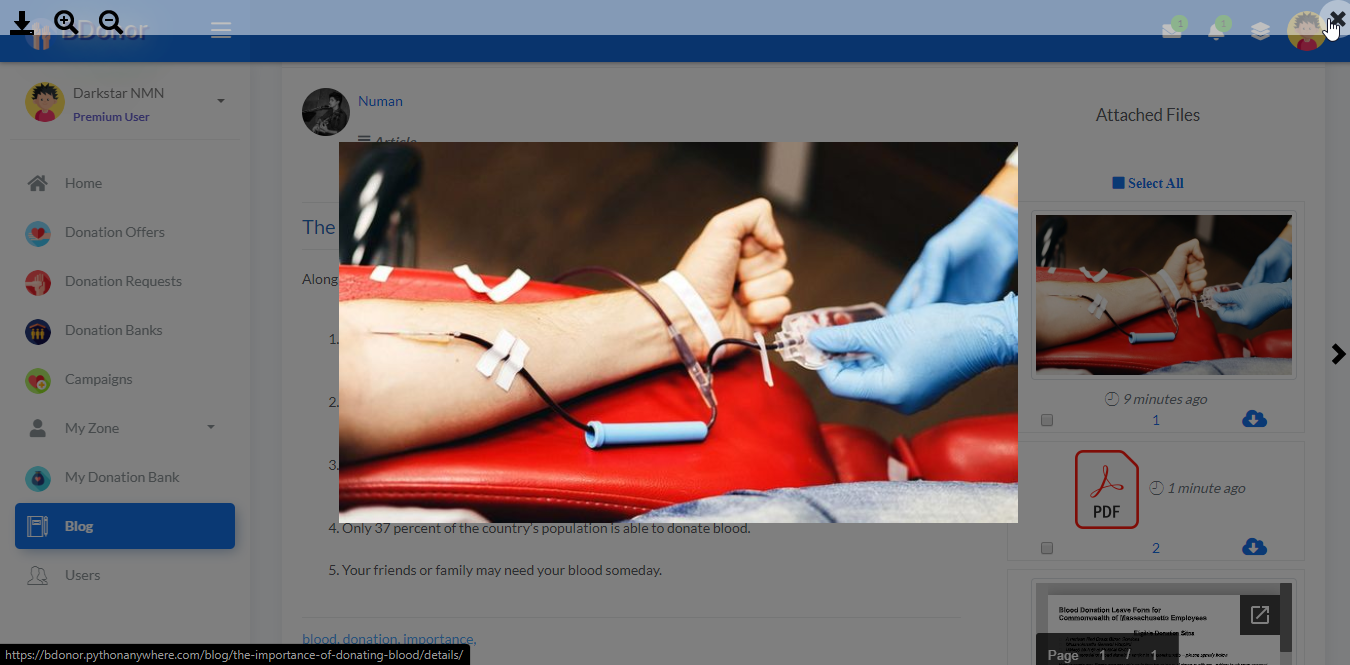 BDonor
1
1
Darkstar NMN
Premium User
Home
Donation Offers
Donation Requests
Donation Banks
Campaigns
My Zone
My Donation Bank
Blog
Users
Numan
Article
The
Along
1.
2.
3.
4. Only 37 percent of the country's population is able to donate blood.
5. Your friends or family may need your blood someday.
blood, donation, importance,
Attached Files
Select All
9 minutes ago
1
PDF
1 minute ago
2
Blood Donation Leave Form for
Commonwealth of Massachusetts Employees
Page 1 / 1
https://bdonor.pythonanywhere.com/blog/the-importance-of-donating-blood/details/